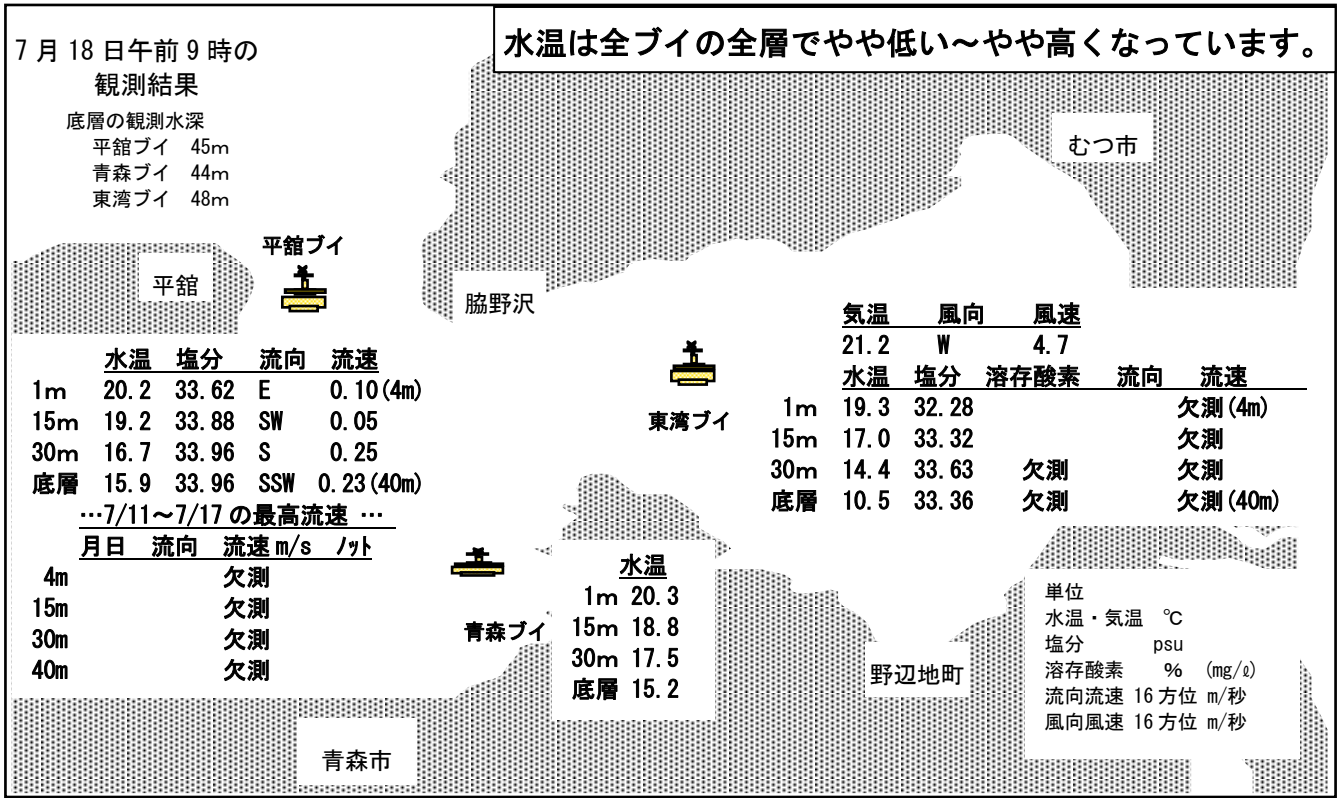 水温は全ブイの全層でやや低い～やや高くなっています。
7月18日午前9時の
観測結果
底層の観測水深
平舘ブイ 45m
青森ブイ 44m
東湾ブイ 48m
むつ市
平舘ブイ
平舘
脇野沢
水温 塩分 流向 流速
1m 20.2 33.62 E 0.10(4m)
15m 19.2 33.88 SW 0.05
30m 16.7 33.96 S 0.25
底層 15.9 33.96 SSW 0.23(40m)
…7/11～7/17の最高流速 …
月日 流向 流速m/s ノット
4m 欠測
15m 欠測
30m 欠測
40m 欠測
東湾ブイ
気温 風向 風速
21.2 W 4.7
水温 塩分 溶存酸素 流向 流速
1m 19.3 32.28 欠測(4m)
15m 17.0 33.32 欠測
30m 14.4 33.63 欠測 欠測
底層 10.5 33.36 欠測 欠測(40m)
青森ブイ
水温
1m 20.3
15m 18.8
30m 17.5
底層 15.2
野辺地町
青森市
単位
水温・気温 ℃
塩分 psu
溶存酸素 % (mg/ℓ)
流向流速 16方位 m/秒
風向風速 16方位 m/秒